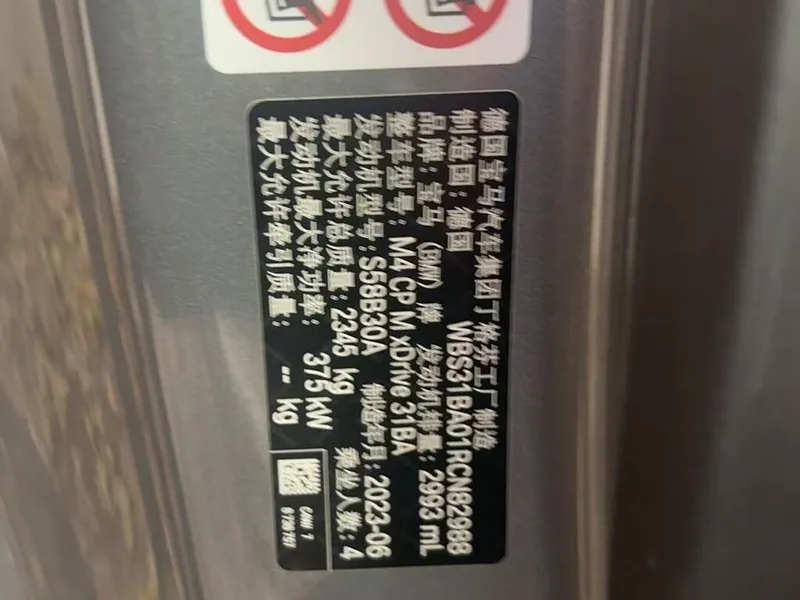 德国宝马汽车集团丁格芬工厂制造
制造国：德国 WBS31BA01RCN82988
品牌：宝马 (BMW) 牌 发动机排量：2993 mL
整车型号：M4 CP M xDrive 31BA
发动机型号：S58B30A 制造年月：2023-06
最大允许总质量：2345 kg 乘坐人数：4
发动机最大净功率：375 kW
最大允许牵引质量：-- kg